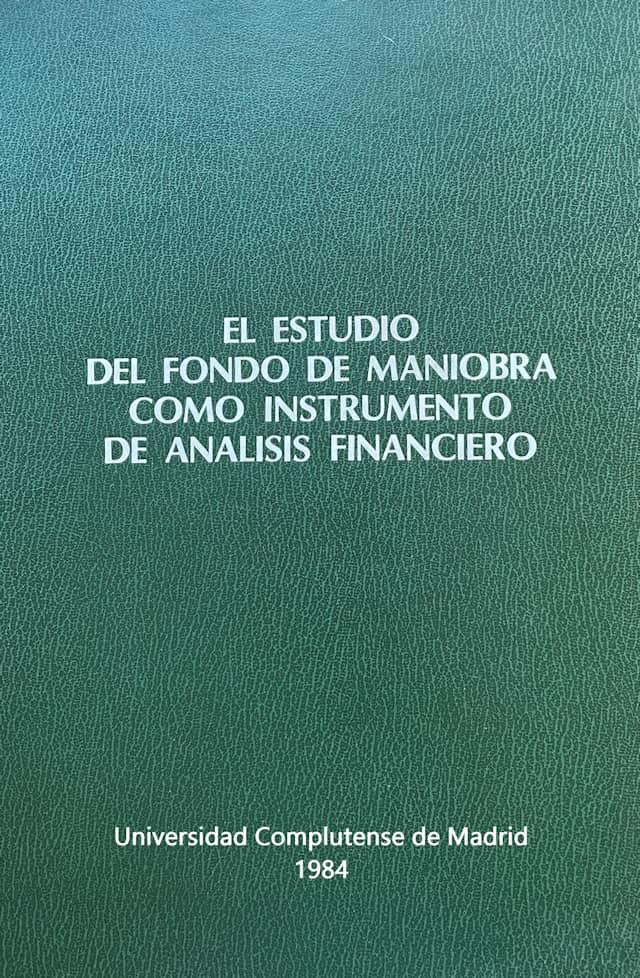 EL ESTUDIO
DEL FONDO DE MANIOBRA
COMO INSTRUMENTO
DE ANALISIS FINANCIERO
Universidad Complutense de Madrid
1984